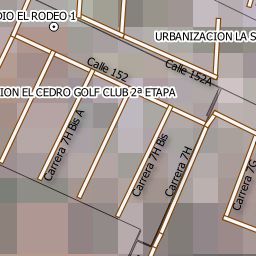 DIO EL RODEO 1
URBANIZACION LA S
Calle 152
Calle 152A
ION EL CEDRO GOLF CLUB 2ª ETAPA
Carrera 7H Bis A
Carrera 7H Bis
Carrera 7H
Carrera 7G